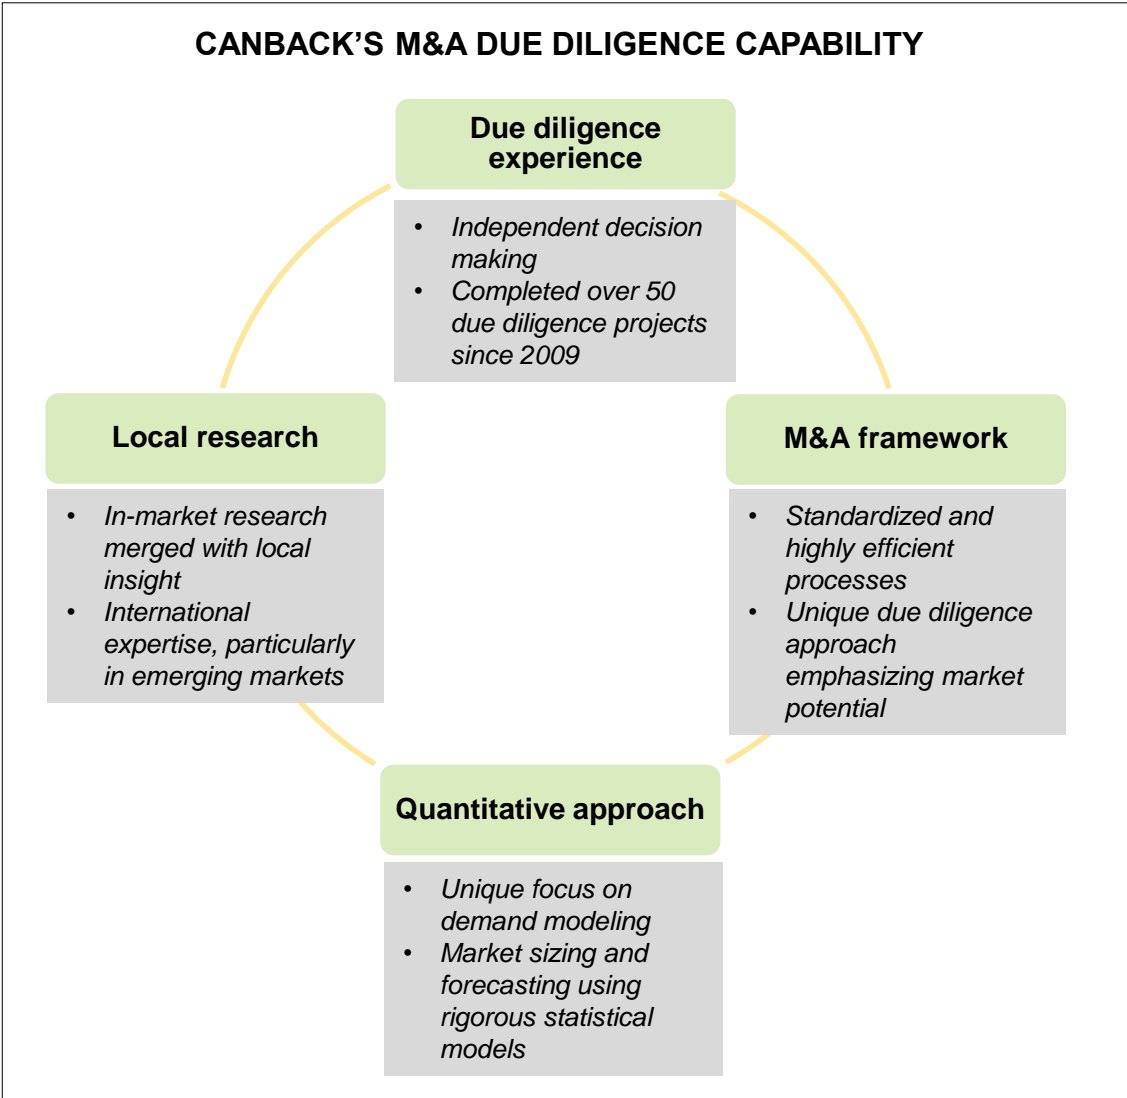 CANBACK’S M&A DUE DILIGENCE CAPABILITY
Due diligence
experience
• Independent decision
making
• Completed over 50
due diligence projects
since 2009
Local research
• In-market research
merged with local
insight
• International
expertise, particularly
in emerging markets
M&A framework
• Standardized and
highly efficient
processes
• Unique due diligence
approach
emphasizing market
potential
Quantitative approach
• Unique focus on
demand modeling
• Market sizing and
forecasting using
rigorous statistical
models